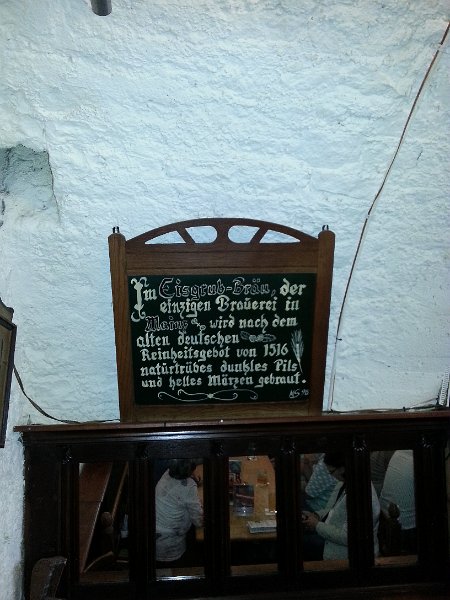 Im Eisgrub-Bräu, der
einzigen Brauerei in
Mainz wird nach dem
alten deutschen
Reinheitsgebot von 1516
natürtrübes dunkles Pils
und helles Märzen gebraut.